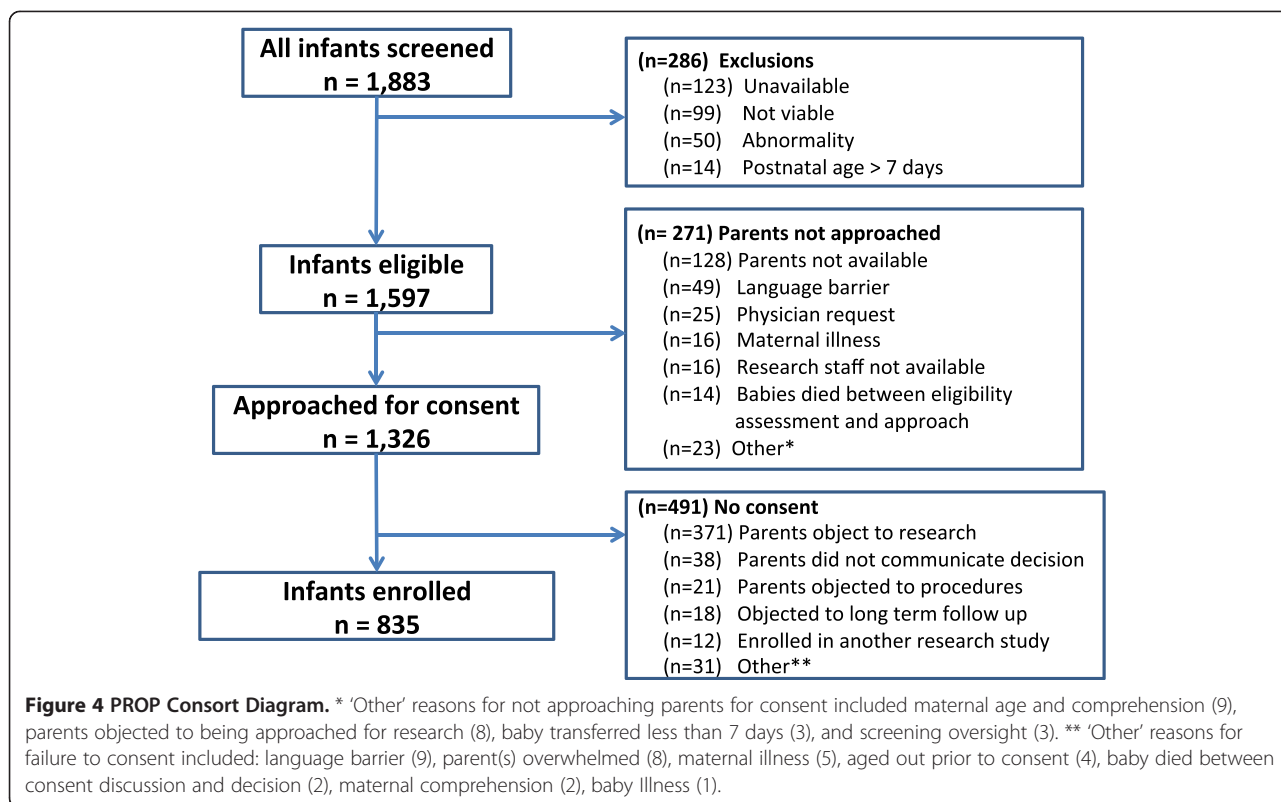 All infants screened
n = 1,883
(n=286) Exclusions
(n=123) Unavailable
(n=99) Not viable
(n=50) Abnormality
(n=14) Postnatal age > 7 days
Infants eligible
n = 1,597
(n= 271) Parents not approached
(n=128) Parents not available
(n=49) Language barrier
(n=25) Physician request
(n=16) Maternal illness
(n=16) Research staff not available
(n=14) Babies died between eligibility
assessment and approach
(n=23) Other*
Approached for consent
n = 1,326
(n=491) No consent
(n=371) Parents object to research
(n=38) Parents did not communicate decision
(n=21) Parents objected to procedures
(n=18) Objected to long term follow up
(n=12) Enrolled in another research study
(n=31) Other**
Infants enrolled
n = 835
Figure 4 PROP Consort Diagram. * 'Other' reasons for not approaching parents for consent included maternal age and comprehension (9),
parents objected to being approached for research (8), baby transferred less than 7 days (3), and screening oversight (3). ** 'Other' reasons for
failure to consent included: language barrier (9), parent(s) overwhelmed (8), maternal illness (5), aged out prior to consent (4), baby died between
consent discussion and decision (2), maternal comprehension (2), baby Illness (1).